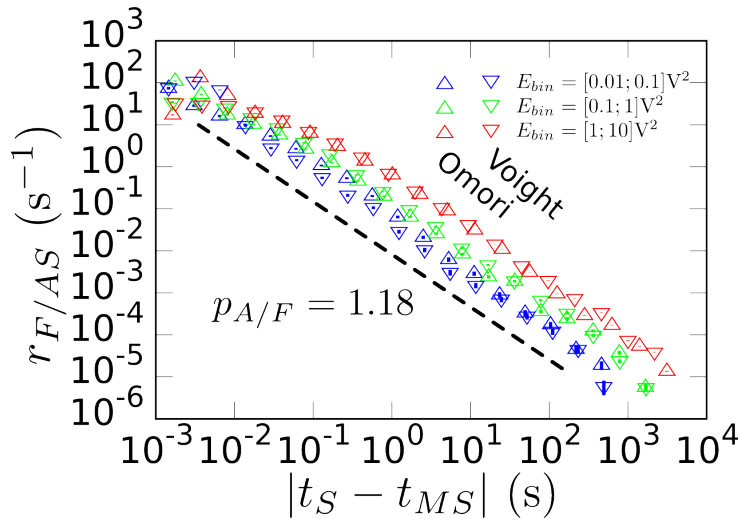 10^3
10^2
10^1
10^0
10^-1
10^-2
10^-3
10^-4
10^-5
10^-6
r_F/AS (s^−1)
E_bin = [0.01; 0.1]V^2
E_bin = [0.1; 1]V^2
E_bin = [1; 10]V^2
Omori
Voight
p_A/F = 1.18
10^-3 10^-2 10^-1 10^0 10^1 10^2 10^3 10^4
|t_S − t_MS| (s)